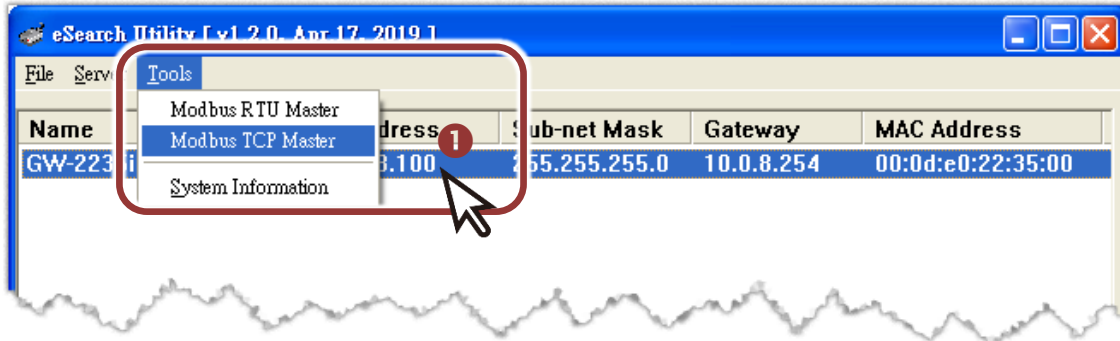 eSearch Utility [ v1.2.0, Apr.17, 2019 ]
File Serv Tools
Modbus RTU Master
Modbus TCP Master
System Information
Name dress Sub-net Mask Gateway MAC Address
GW-223 i .100 255.255.255.0 10.0.8.254 00:0d:e0:22:35:00
1